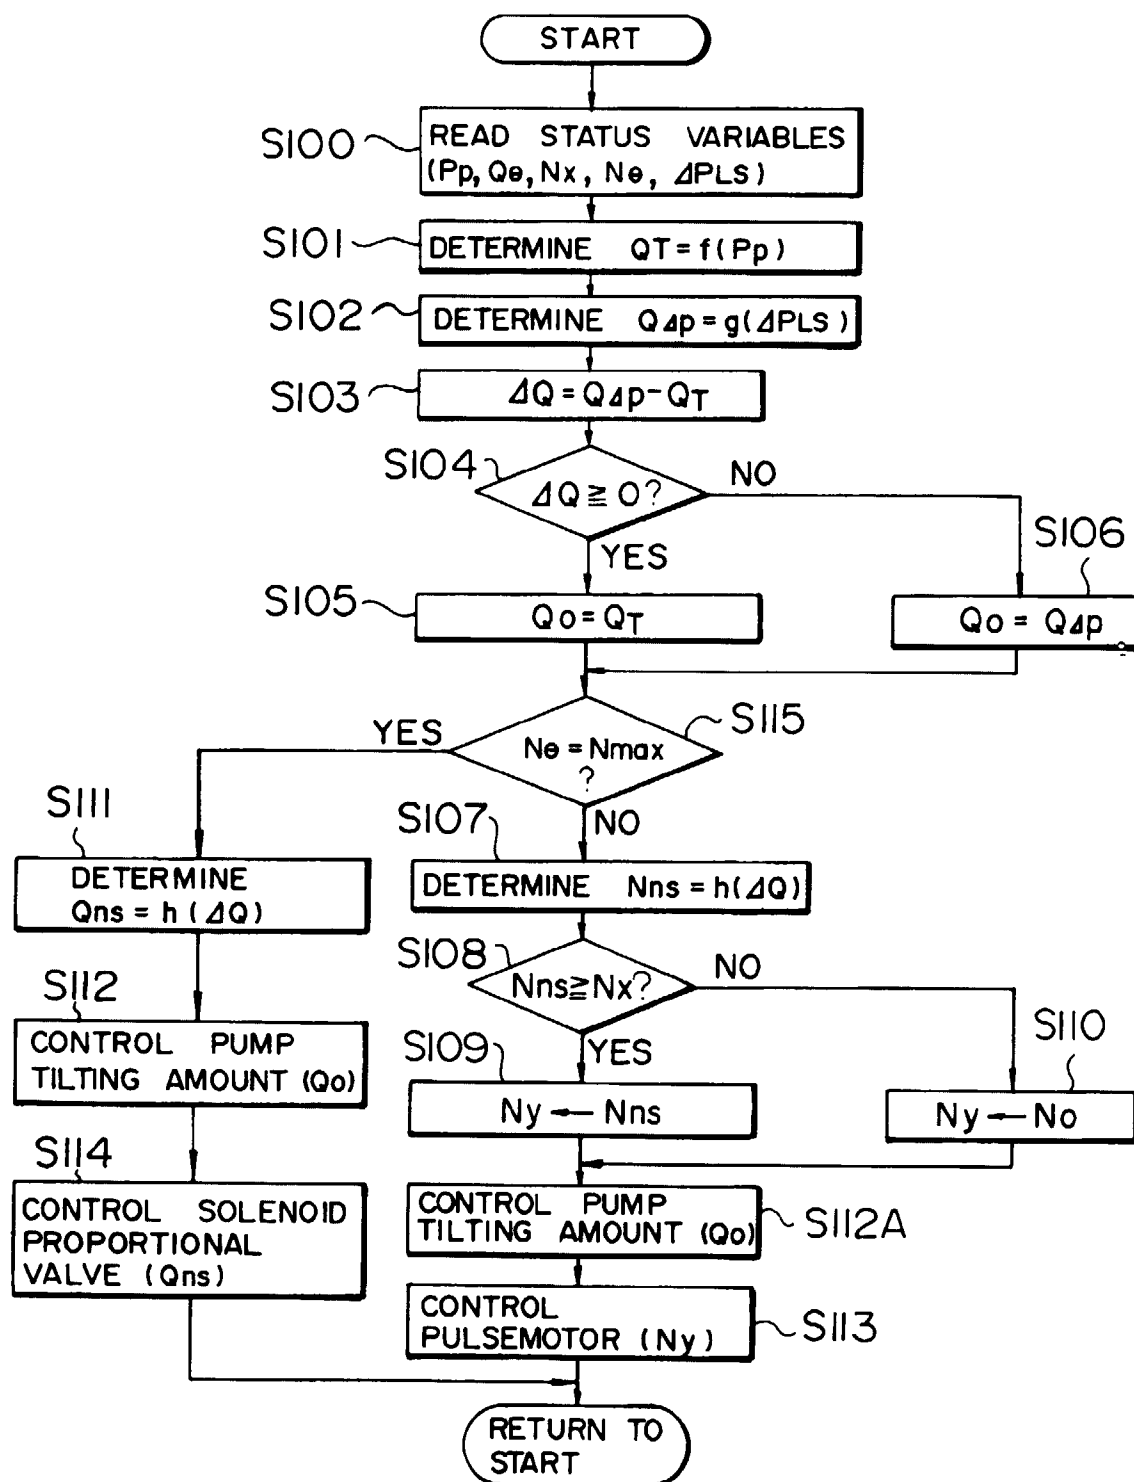 START
S100
READ STATUS VARIABLES
(Pp, Qθ, Nx, Nθ, ΔPLS)
S101
DETERMINE QT = f(Pp)
S102
DETERMINE QΔp = g(ΔPLS)
S103
ΔQ = QΔp - QT
S104
ΔQ ≧ 0?
NO
YES
S105
Qo = QT
S106
Qo = QΔp
S115
Ne = Nmax
?
YES
NO
S111
DETERMINE
Qns = h (ΔQ)
S107
DETERMINE Nns = h(ΔQ)
S108
Nns ≧ Nx?
NO
YES
S112
CONTROL PUMP
TILTING AMOUNT (Qo)
S109
Ny ← Nns
S110
Ny ← No
S114
CONTROL SOLENOID
PROPORTIONAL
VALVE (Qns)
CONTROL PUMP
TILTING AMOUNT (Qo)
S112A
CONTROL
PULSEMOTOR (Ny)
S113
RETURN TO
START